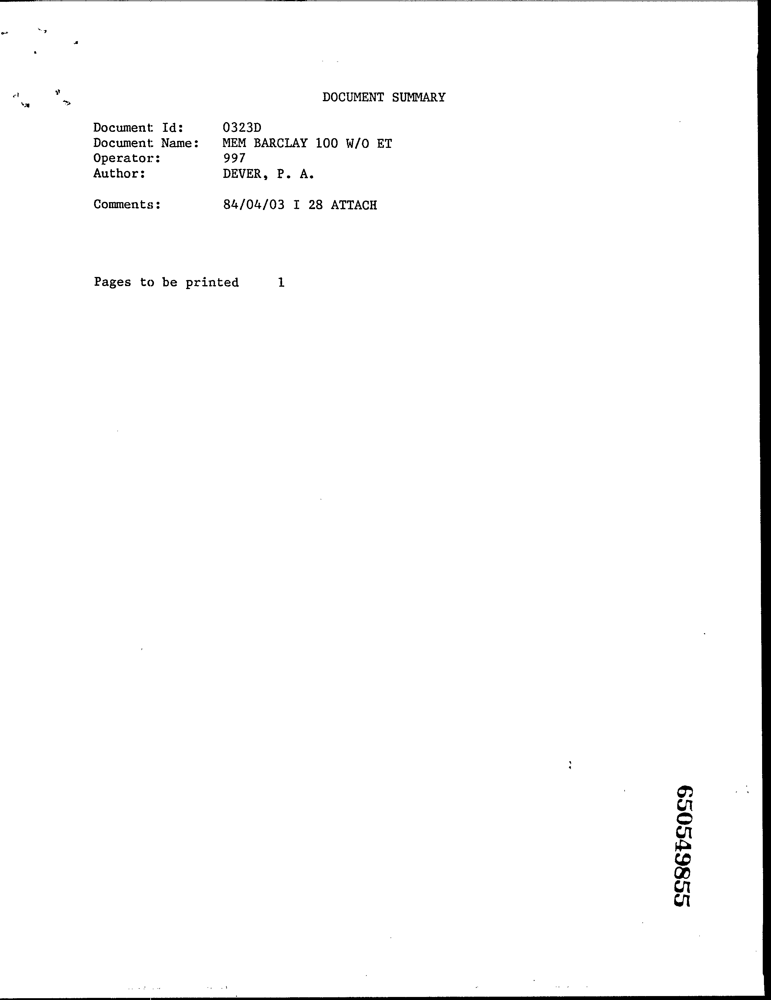 DOCUMENT SUMMARY
Document Id: 0323D
Document Name: MEM BARCLAY 100 W/O ET
Operator: 997
Author: DEVER, P. A.
Comments: 84/04/03 I 28 ATTACH
Pages to be printed 1
650549855